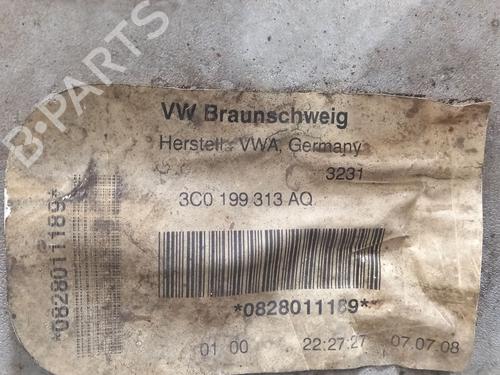 B-PARTS
VW Braunschweig
Herstell. VWA, Germany
3231
3C0 199 313 AQ
*0828011189*
*0828011189*
01 00 22:27:27 07.07.08